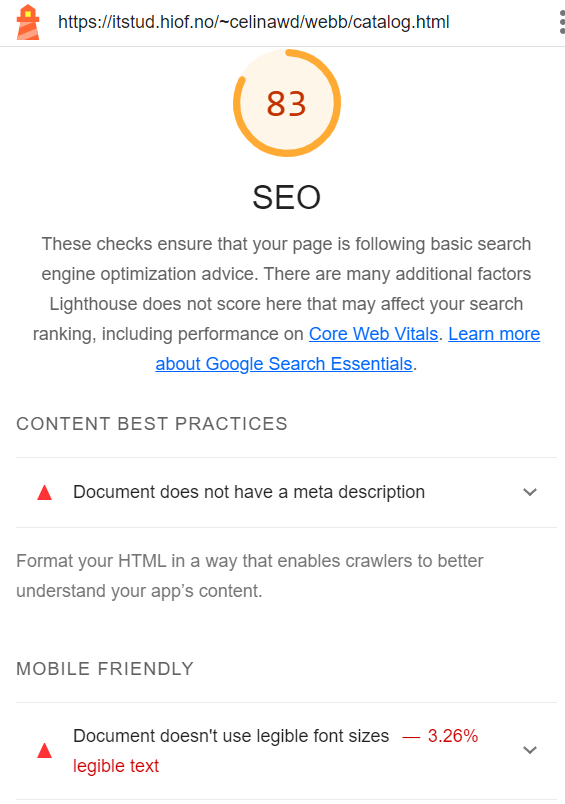 https://itstud.hiof.no/~celinawd/webb/catalog.html
83
SEO
These checks ensure that your page is following basic search
engine optimization advice. There are many additional factors
Lighthouse does not score here that may affect your search
ranking, including performance on Core Web Vitals. Learn more
about Google Search Essentials.
CONTENT BEST PRACTICES
Document does not have a meta description
Format your HTML in a way that enables crawlers to better
understand your app’s content.
MOBILE FRIENDLY
Document doesn't use legible font sizes — 3.26%
legible text